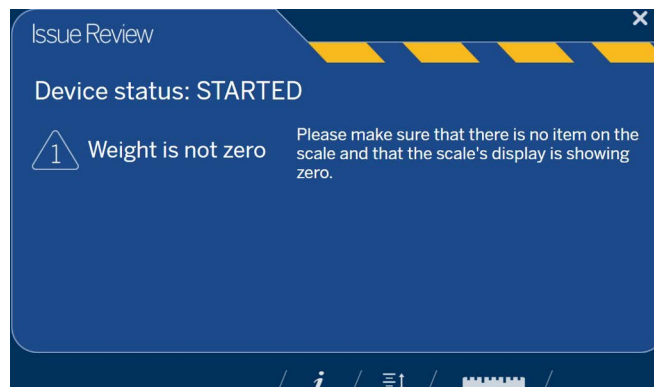 Issue Review
Device status: STARTED
1 Weight is not zero
Please make sure that there is no item on the
scale and that the scale's display is showing
zero.